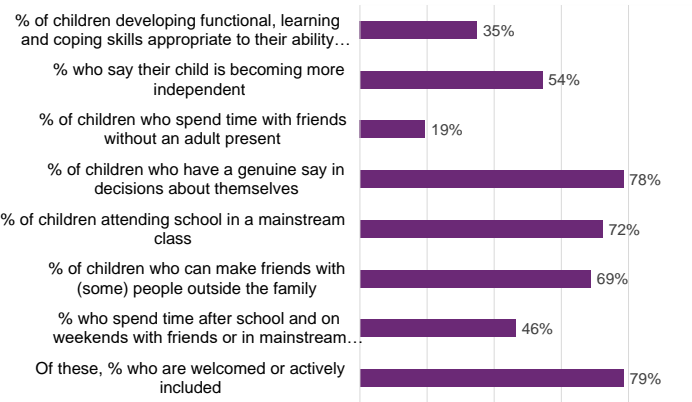 % of children developing functional, learning
and coping skills appropriate to their ability…
35%
% who say their child is becoming more
independent
54%
% of children who spend time with friends
without an adult present
19%
% of children who have a genuine say in
decisions about themselves
78%
% of children attending school in a mainstream
class
72%
% of children who can make friends with
(some) people outside the family
69%
% who spend time after school and on
weekends with friends or in mainstream…
46%
Of these, % who are welcomed or actively
included
79%